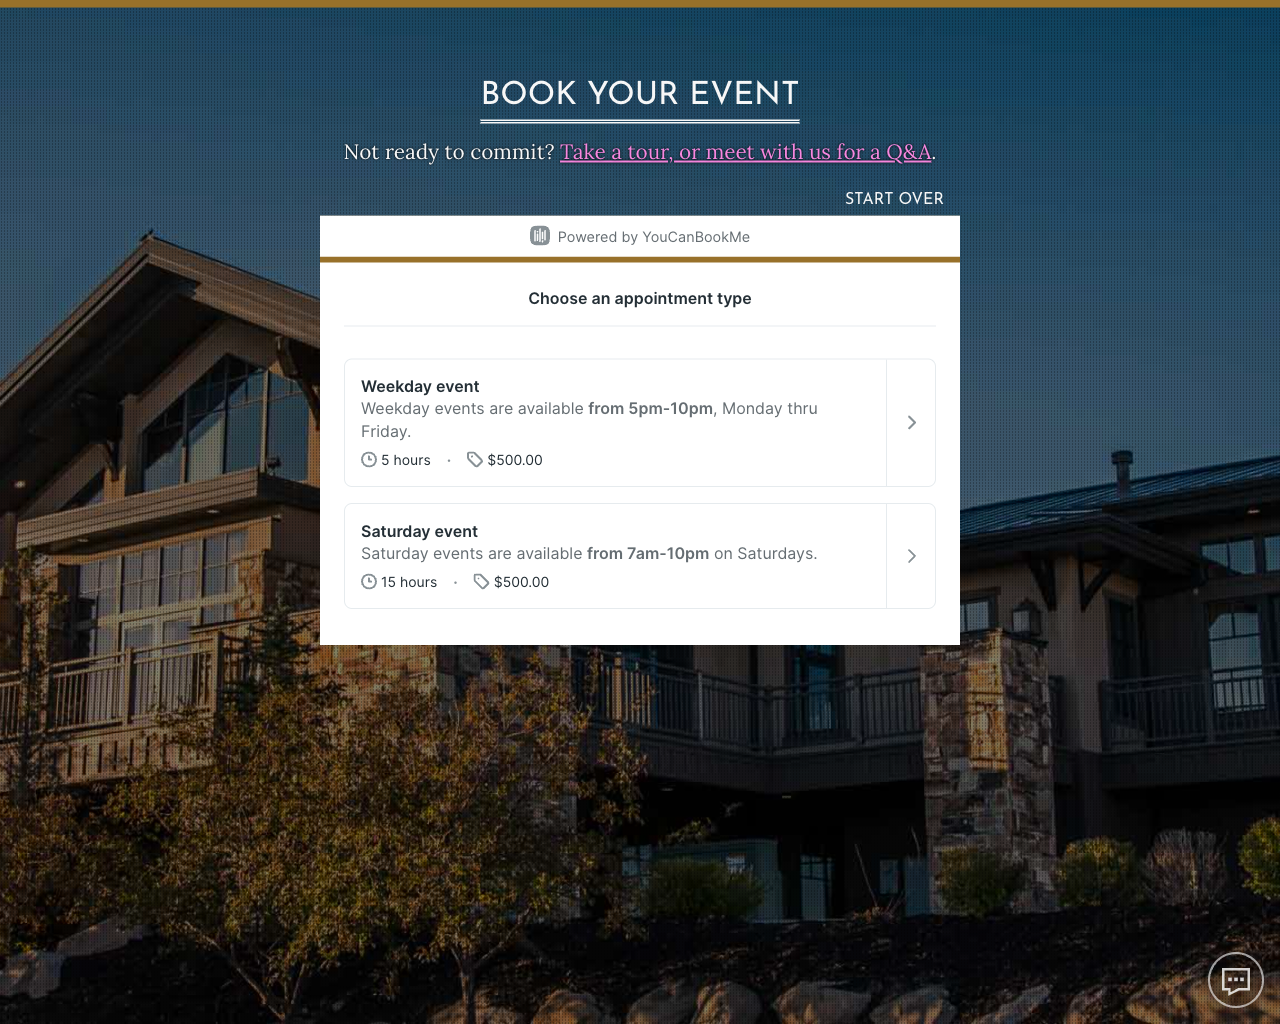 BOOK YOUR EVENT
Not ready to commit? Take a tour, or meet with us for a Q&A.
START OVER
Powered by YouCanBookMe
Choose an appointment type
Weekday event
Weekday events are available from 5pm-10pm, Monday thru
Friday.
5 hours · $500.00
Saturday event
Saturday events are available from 7am-10pm on Saturdays.
15 hours · $500.00